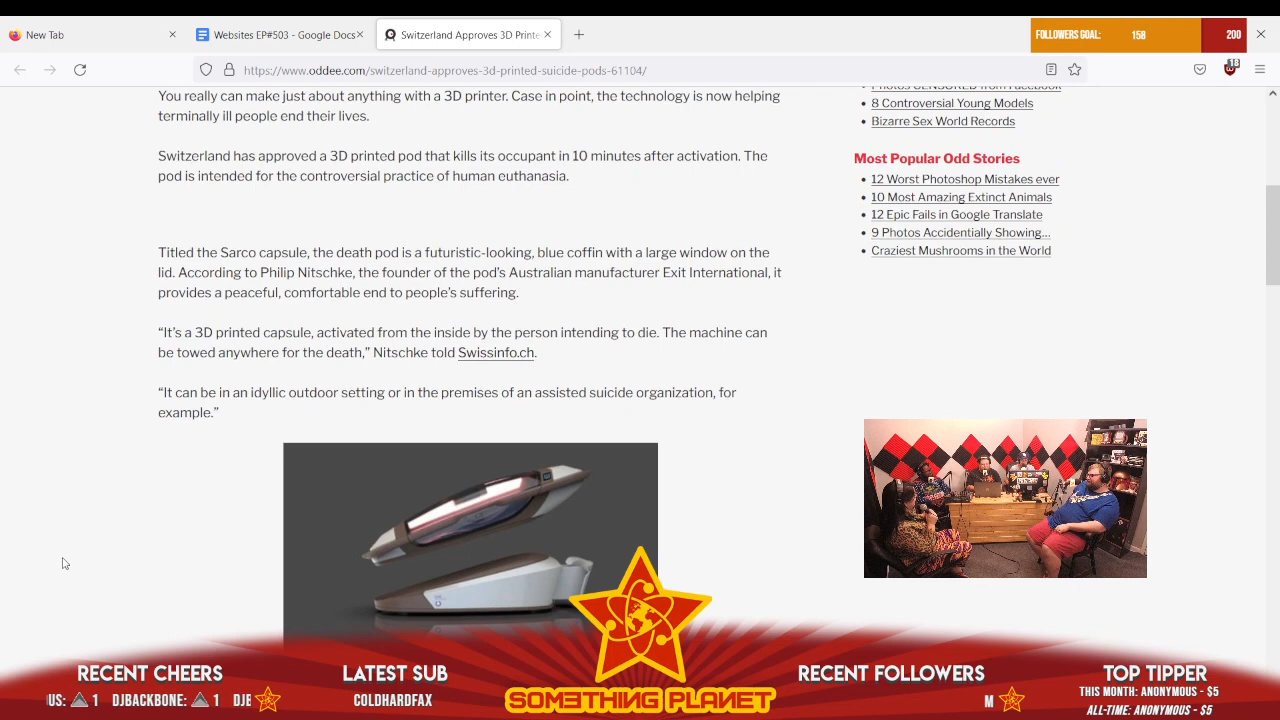 New Tab
Websites EP#503 - Google Docs
Switzerland Approves 3D Printe
FOLLOWERS GOAL: 158 200
https://www.oddee.com/switzerland-approves-3d-printed-suicide-pods-61104/
18
You really can make just about anything with a 3D printer. Case in point, the technology is now helping
terminally ill people end their lives.
Switzerland has approved a 3D printed pod that kills its occupant in 10 minutes after activation. The
pod is intended for the controversial practice of human euthanasia.
Titled the Sarco capsule, the death pod is a futuristic-looking, blue coffin with a large window on the
lid. According to Philip Nitschke, the founder of the pod's Australian manufacturer Exit International, it
provides a peaceful, comfortable end to people's suffering.
“It's a 3D printed capsule, activated from the inside by the person intending to die. The machine can
be towed anywhere for the death,” Nitschke told Swissinfo.ch.
“It can be in an idyllic outdoor setting or in the premises of an assisted suicide organization, for
example.”
Photos CENSORED from Facebook
8 Controversial Young Models
Bizarre Sex World Records
Most Popular Odd Stories
12 Worst Photoshop Mistakes ever
10 Most Amazing Extinct Animals
12 Epic Fails in Google Translate
9 Photos Accidentially Showing...
Craziest Mushrooms in the World
RECENT CHEERS
US: 1 DJBACKBONE: 1 DJB
LATEST SUB
COLDHARDFAX
SOMETHING PLANET
RECENT FOLLOWERS
M
TOP TIPPER
THIS MONTH: ANONYMOUS - $5
ALL-TIME: ANONYMOUS - $5